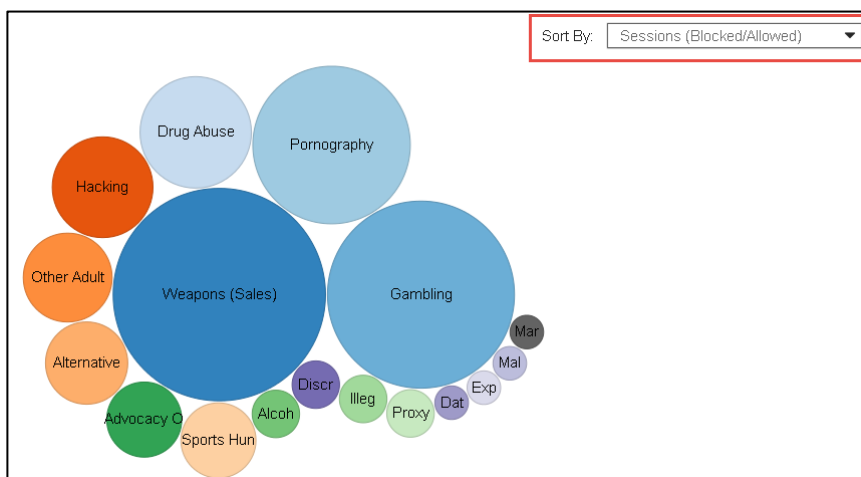 Sort By: Sessions (Blocked/Allowed)
Drug Abuse
Pornography
Hacking
Other Adult
Weapons (Sales)
Gambling
Mar
Alternative
Mal
Discr
Exp
Illeg
Dat
Advocacy O
Alcoh
Proxy
Sports Hun